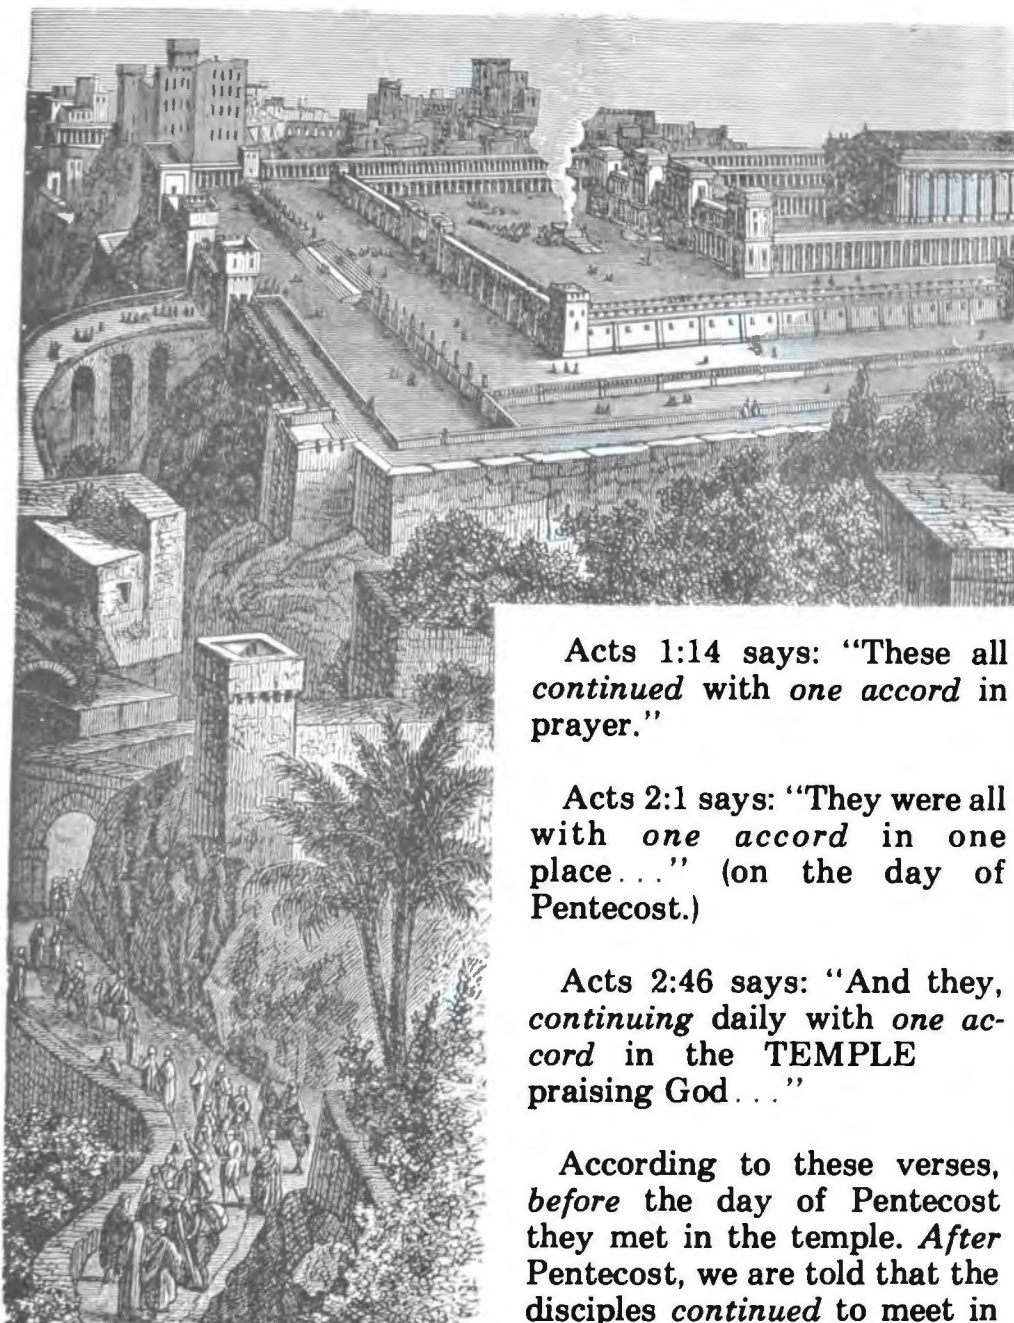 Acts 1:14 says: “These all
continued with one accord in
prayer.”
Acts 2:1 says: “They were all
with one accord in one
place...” (on the day of
Pentecost.)
Acts 2:46 says: “And they,
continuing daily with one ac-
cord in the TEMPLE
praising God...”
According to these verses,
before the day of Pentecost
they met in the temple. After
Pentecost, we are told that the
disciples continued to meet in